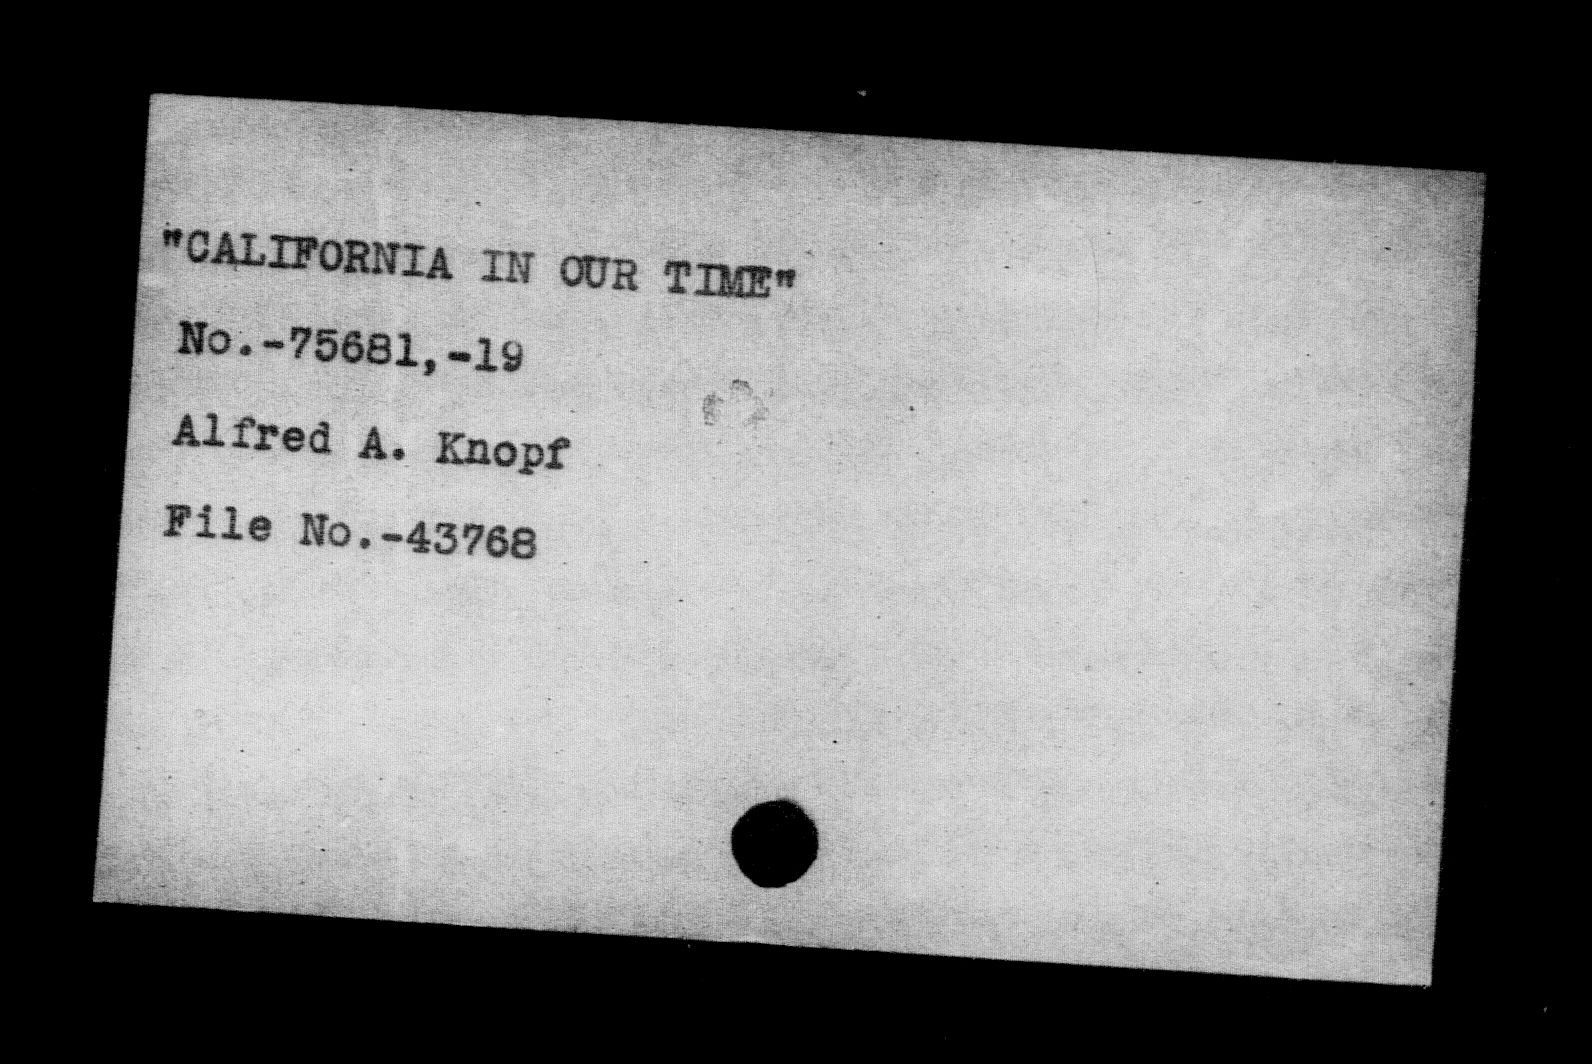 "CALIFORNIA IN OUR TIME"
No.-75681,-19
Alfred A. Knopf
File No.-43768